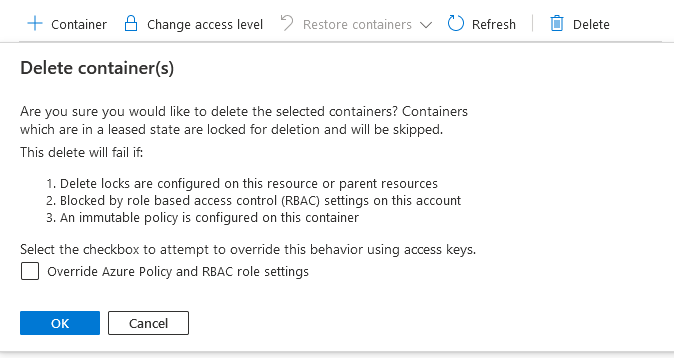 Container Change access level Restore containers Refresh Delete
Delete container(s)
Are you sure you would like to delete the selected containers? Containers
which are in a leased state are locked for deletion and will be skipped.
This delete will fail if:
1. Delete locks are configured on this resource or parent resources
2. Blocked by role based access control (RBAC) settings on this account
3. An immutable policy is configured on this container
Select the checkbox to attempt to override this behavior using access keys.
Override Azure Policy and RBAC role settings
OK Cancel